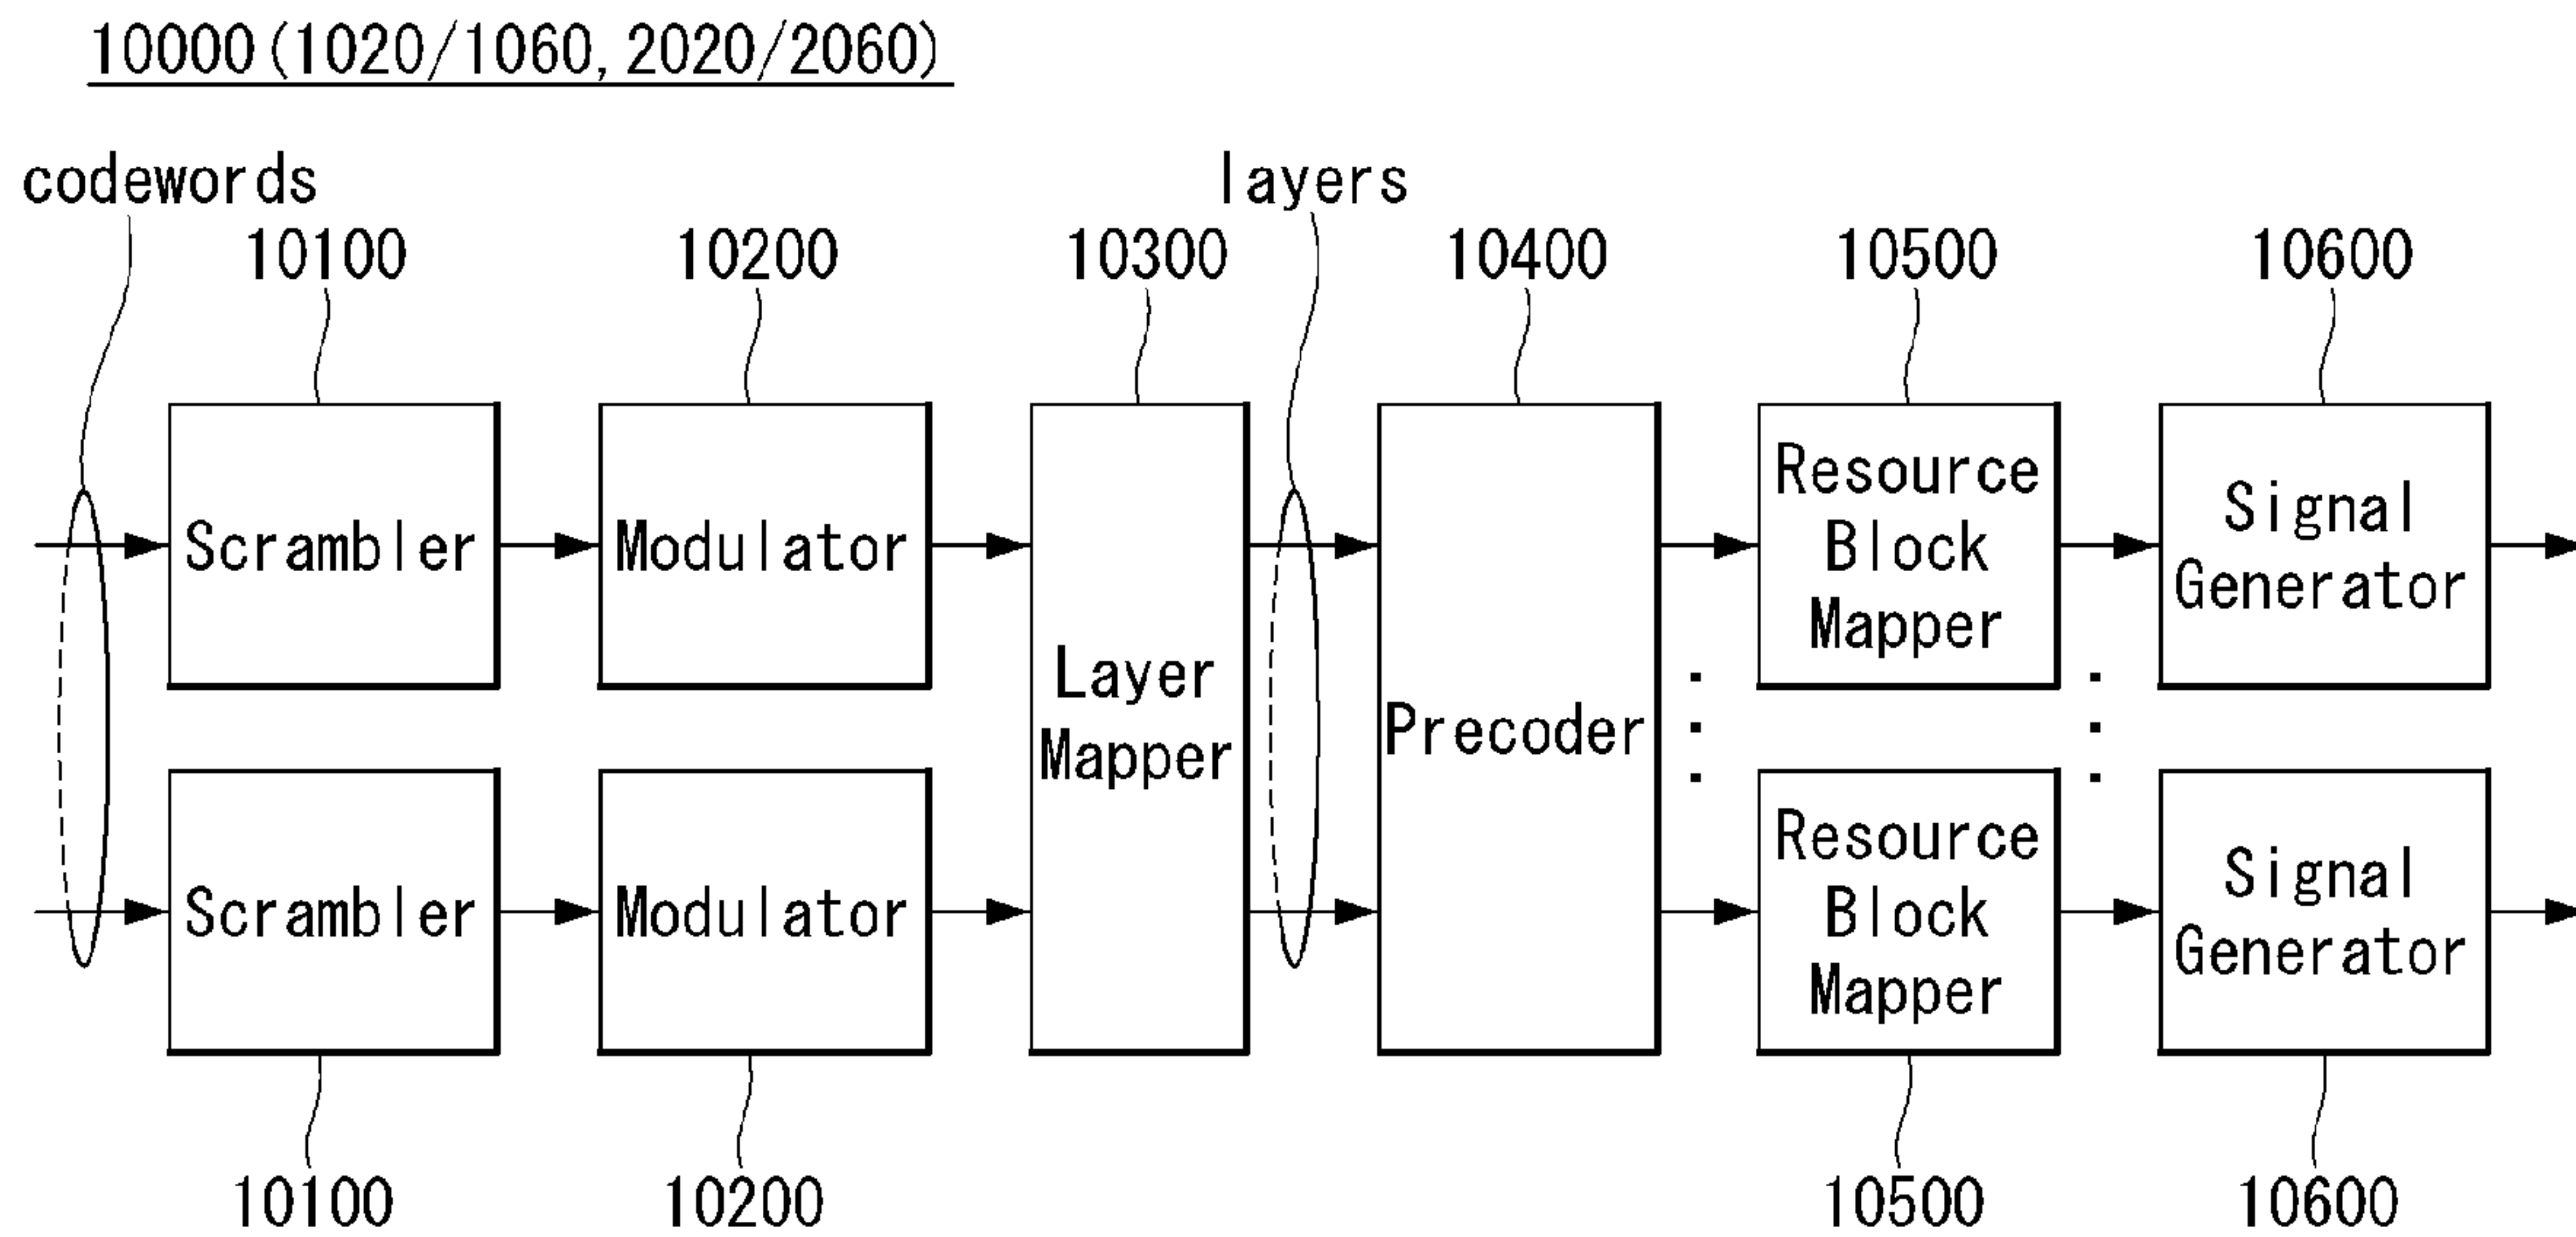 10000(1020/1060, 2020/2060)
codewords
layers
10100
10200
10300
10400
10500
10600
Scrambler
Modulator
Layer
Mapper
Precoder
Resource
Block
Mapper
Signal
Generator
Scrambler
Modulator
Resource
Block
Mapper
Signal
Generator
10100
10200
10500
10600